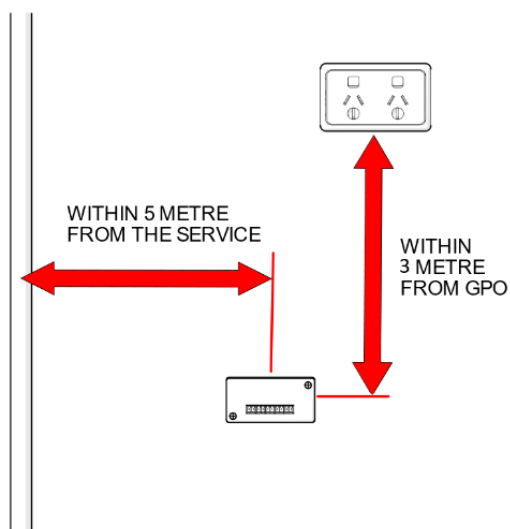 WITHIN 5 METRE
FROM THE SERVICE
WITHIN
3 METRE
FROM GPO